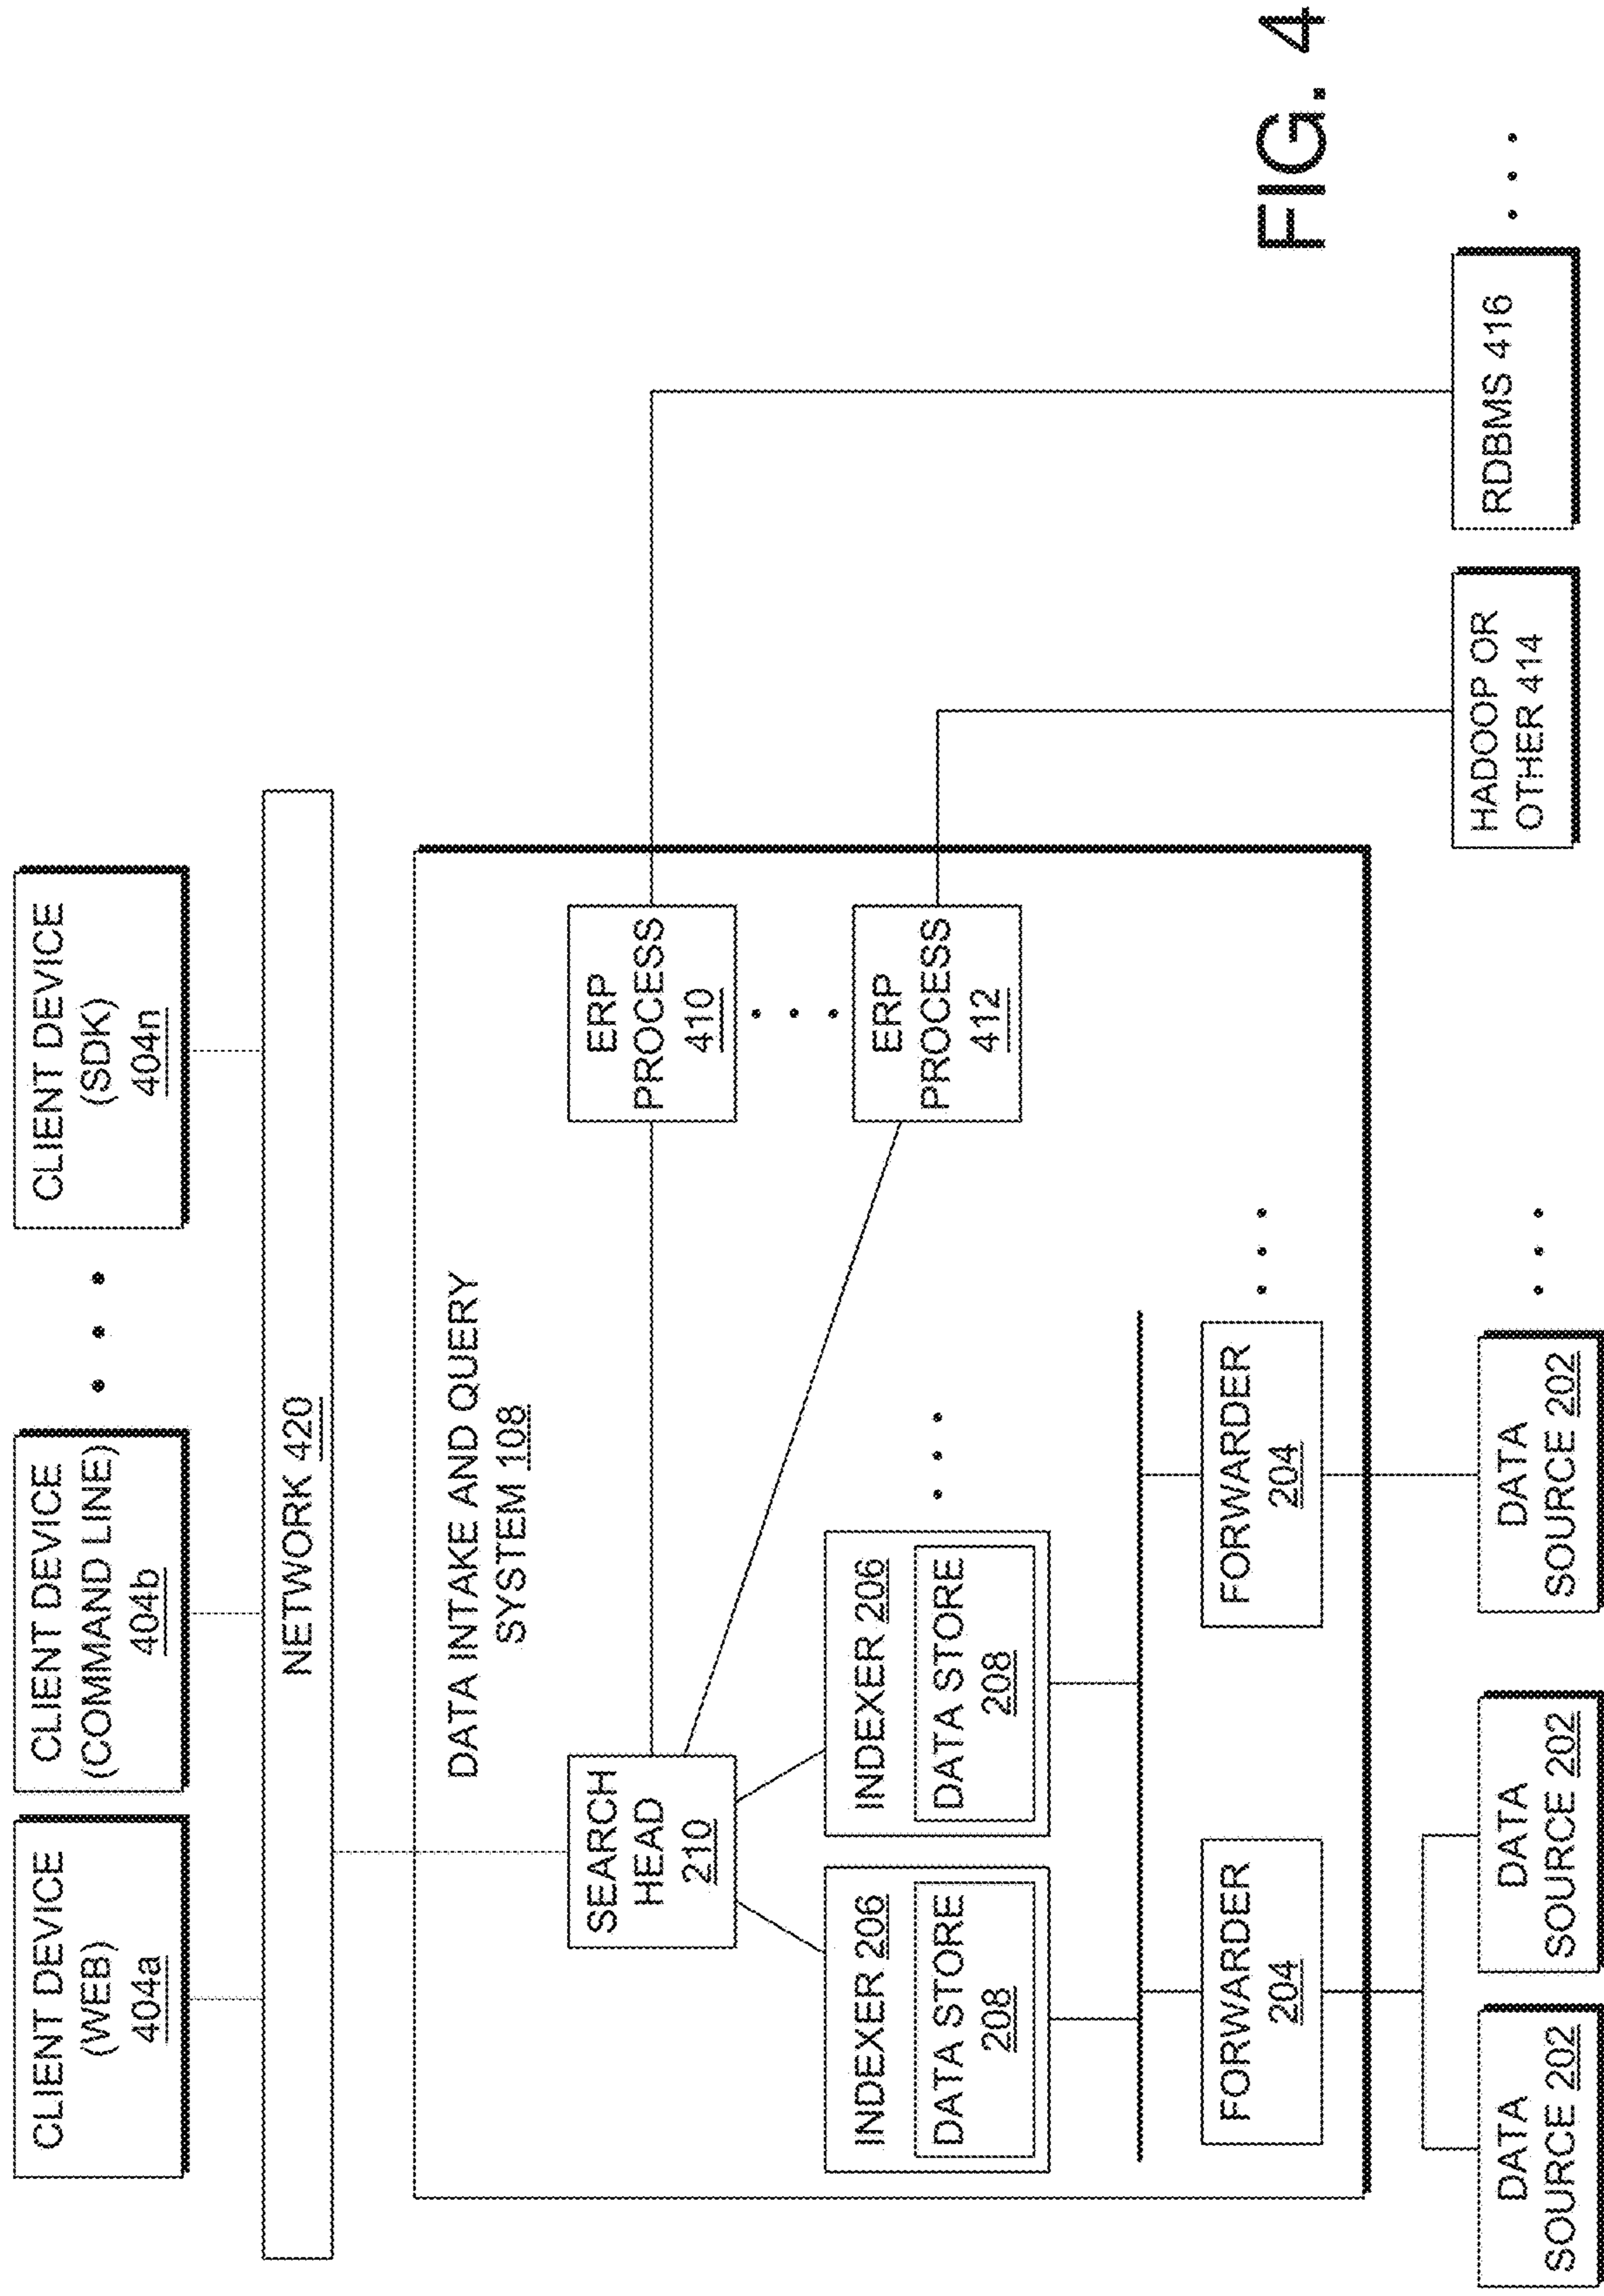 CLIENT DEVICE
(WEB)
404a
CLIENT DEVICE
(COMMAND LINE)
404b
CLIENT DEVICE
(SDK)
404n
NETWORK 420
DATA INTAKE AND QUERY
SYSTEM 108
SEARCH
HEAD
210
ERP
PROCESS
410
INDEXER 206
DATA STORE
208
INDEXER 206
DATA STORE
208
ERP
PROCESS
412
FORWARDER
204
FORWARDER
204
DATA
SOURCE 202
DATA
SOURCE 202
DATA
SOURCE 202
HADOOP OR
OTHER 414
RDBMS 416
FIG. 4